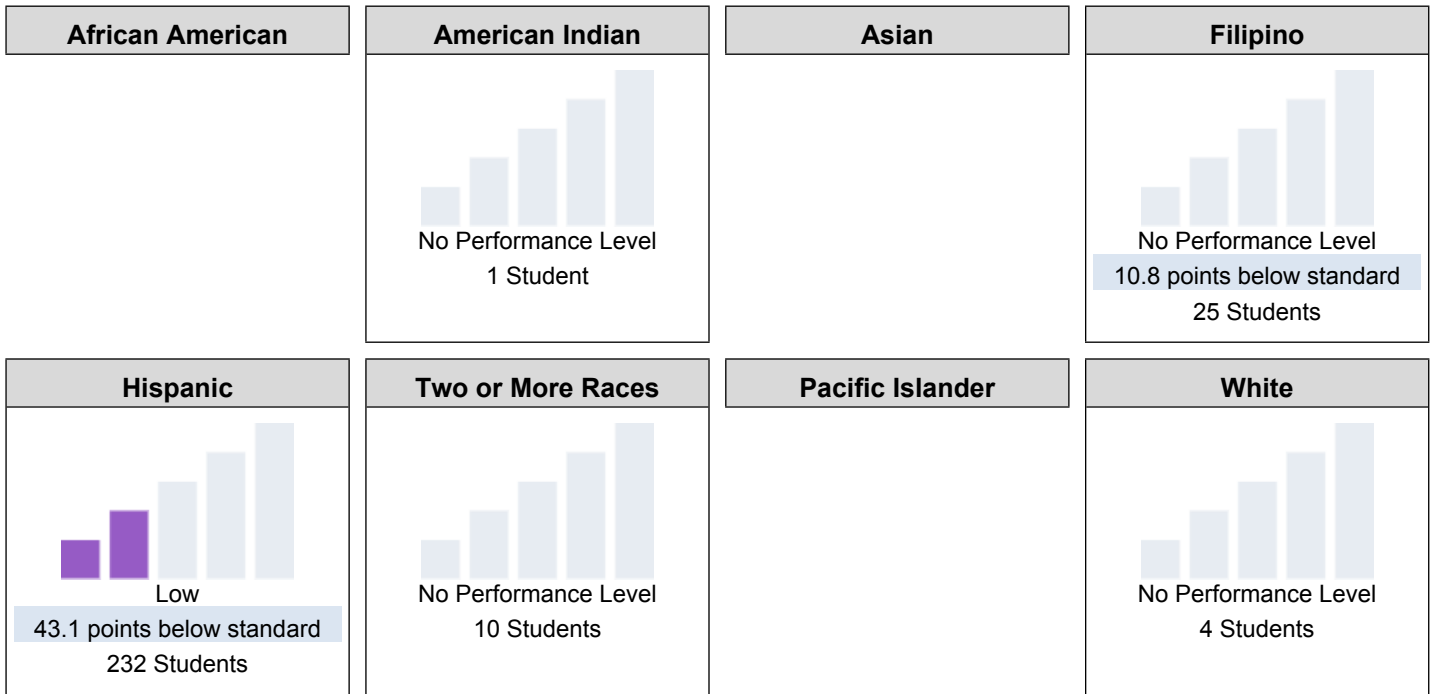 African American
American Indian
Asian
Filipino
No Performance Level
1 Student
No Performance Level
10.8 points below standard
25 Students
Hispanic
Two or More Races
Pacific Islander
White
Low
43.1 points below standard
232 Students
No Performance Level
10 Students
No Performance Level
4 Students